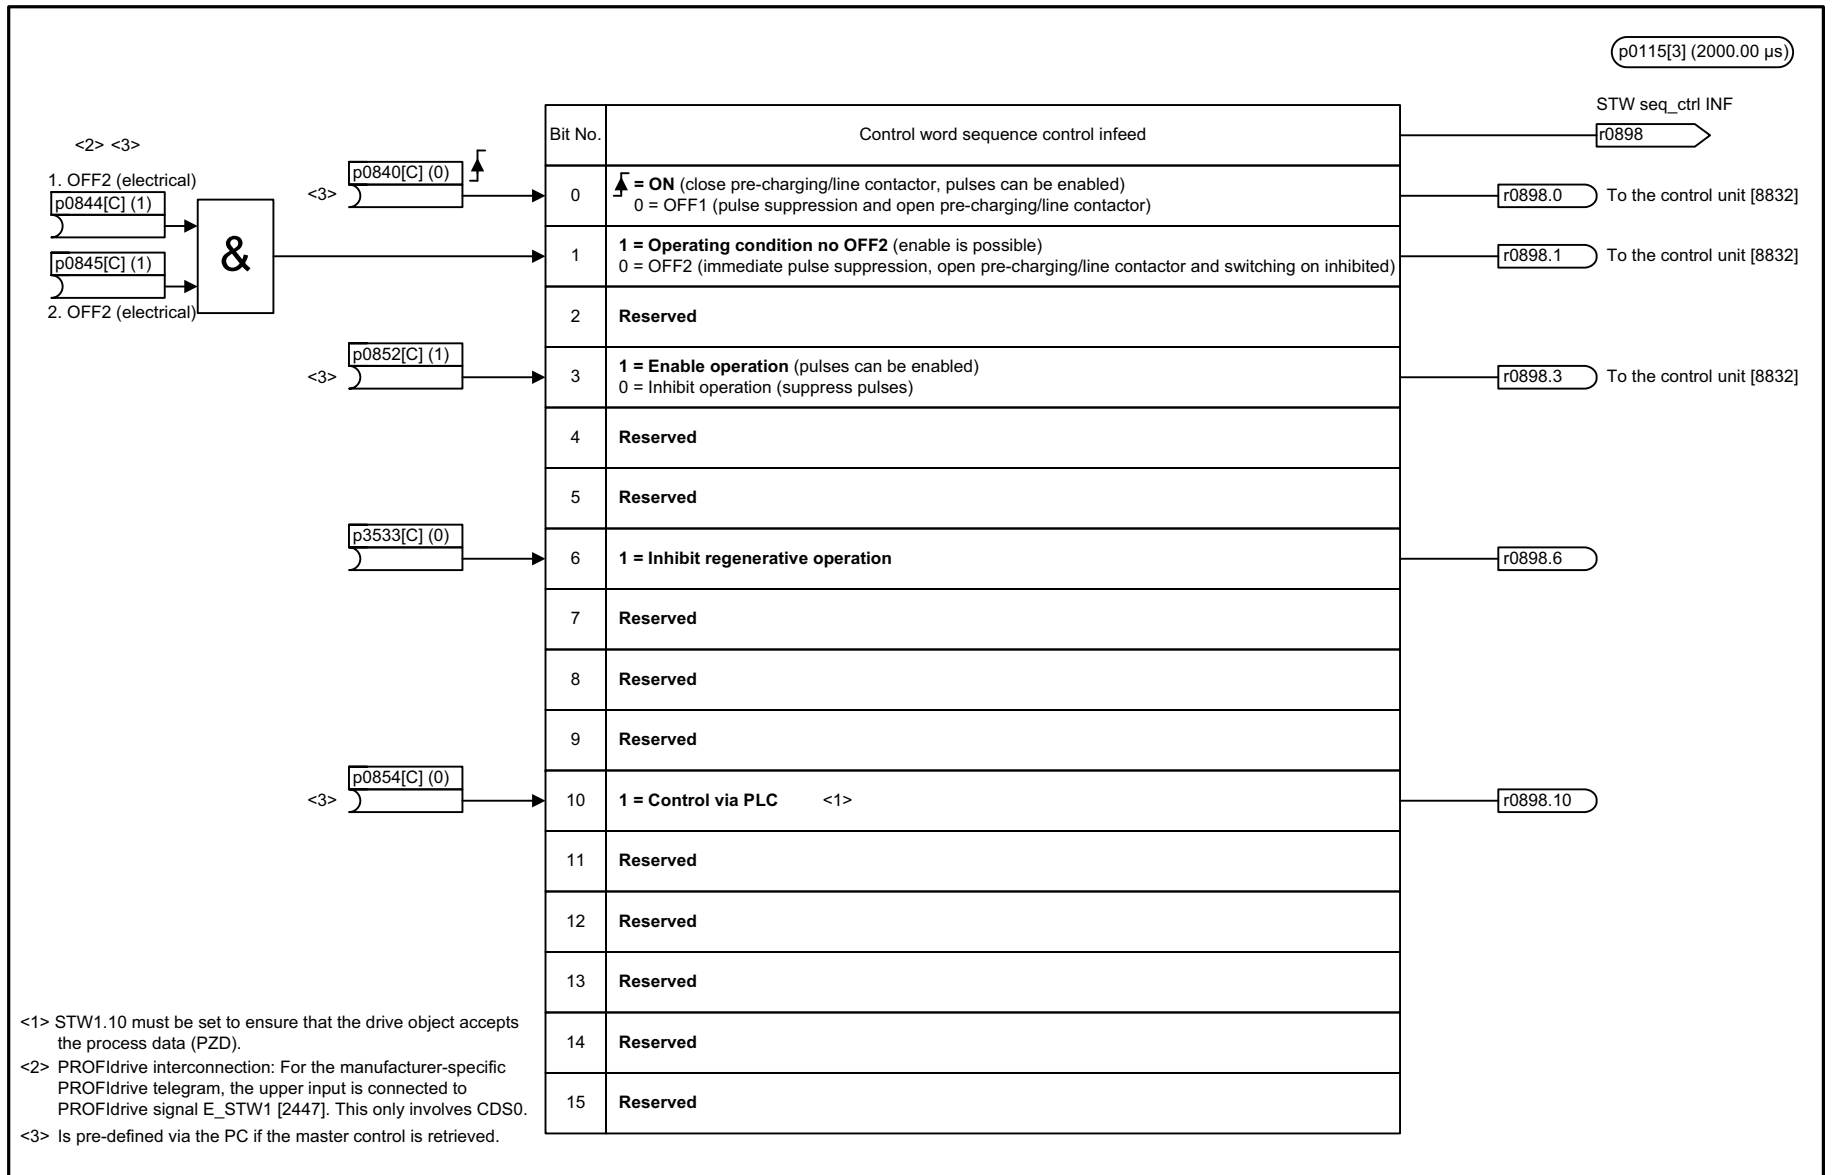 p0115[3] (2000.00 µs)
STW seq_ctrl INF
r0898
Bit No.
Control word sequence control infeed
<2> <3>
1. OFF2 (electrical)
p0844[C] (1)
p0845[C] (1)
2. OFF2 (electrical)
&
<3>
p0840[C] (0)
0
= ON (close pre-charging/line contactor, pulses can be enabled)
0 = OFF1 (pulse suppression and open pre-charging/line contactor)
r0898.0
To the control unit [8832]
1
1 = Operating condition no OFF2 (enable is possible)
0 = OFF2 (immediate pulse suppression, open pre-charging/line contactor and switching on inhibited)
r0898.1
To the control unit [8832]
2
Reserved
<3>
p0852[C] (1)
3
1 = Enable operation (pulses can be enabled)
0 = Inhibit operation (suppress pulses)
r0898.3
To the control unit [8832]
4
Reserved
5
Reserved
p3533[C] (0)
6
1 = Inhibit regenerative operation
r0898.6
7
Reserved
8
Reserved
9
Reserved
<3>
p0854[C] (0)
10
1 = Control via PLC <1>
r0898.10
11
Reserved
12
Reserved
13
Reserved
14
Reserved
15
Reserved
<1> STW1.10 must be set to ensure that the drive object accepts
the process data (PZD).
<2> PROFIdrive interconnection: For the manufacturer-specific
PROFIdrive telegram, the upper input is connected to
PROFIdrive signal E_STW1 [2447]. This only involves CDS0.
<3> Is pre-defined via the PC if the master control is retrieved.